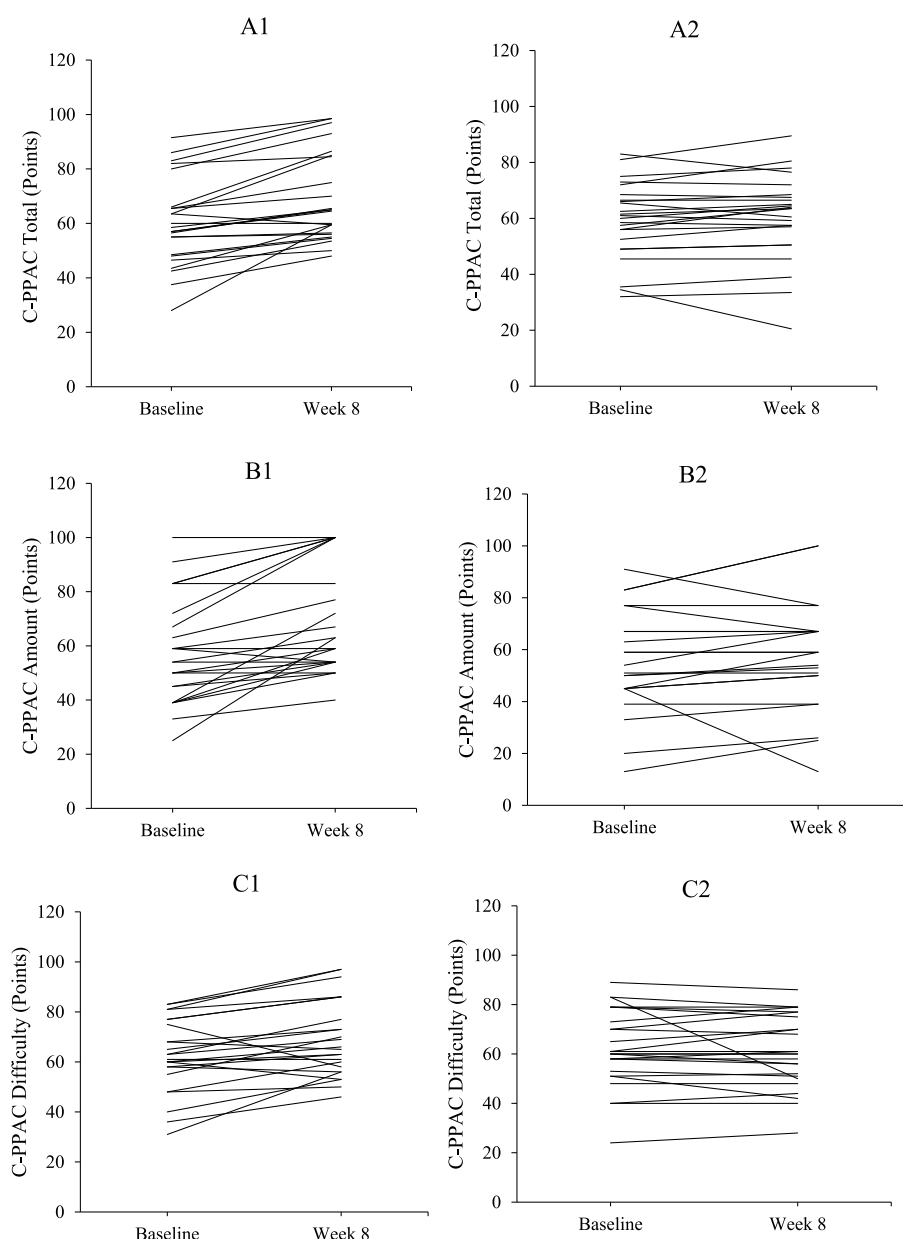 A1
C-PPAC Total (Points)
120
100
80
60
40
20
0
Baseline
Week 8
A2
C-PPAC Total (Points)
120
100
80
60
40
20
0
Baseline
Week 8
B1
C-PPAC Amount (Points)
120
100
80
60
40
20
0
Baseline
Week 8
B2
C-PPAC Amount (Points)
120
100
80
60
40
20
0
Baseline
Week 8
C1
C-PPAC Difficulty (Points)
120
100
80
60
40
20
0
Baseline
Week 8
C2
C-PPAC Difficulty (Points)
120
100
80
60
40
20
0
Baseline
Week 8